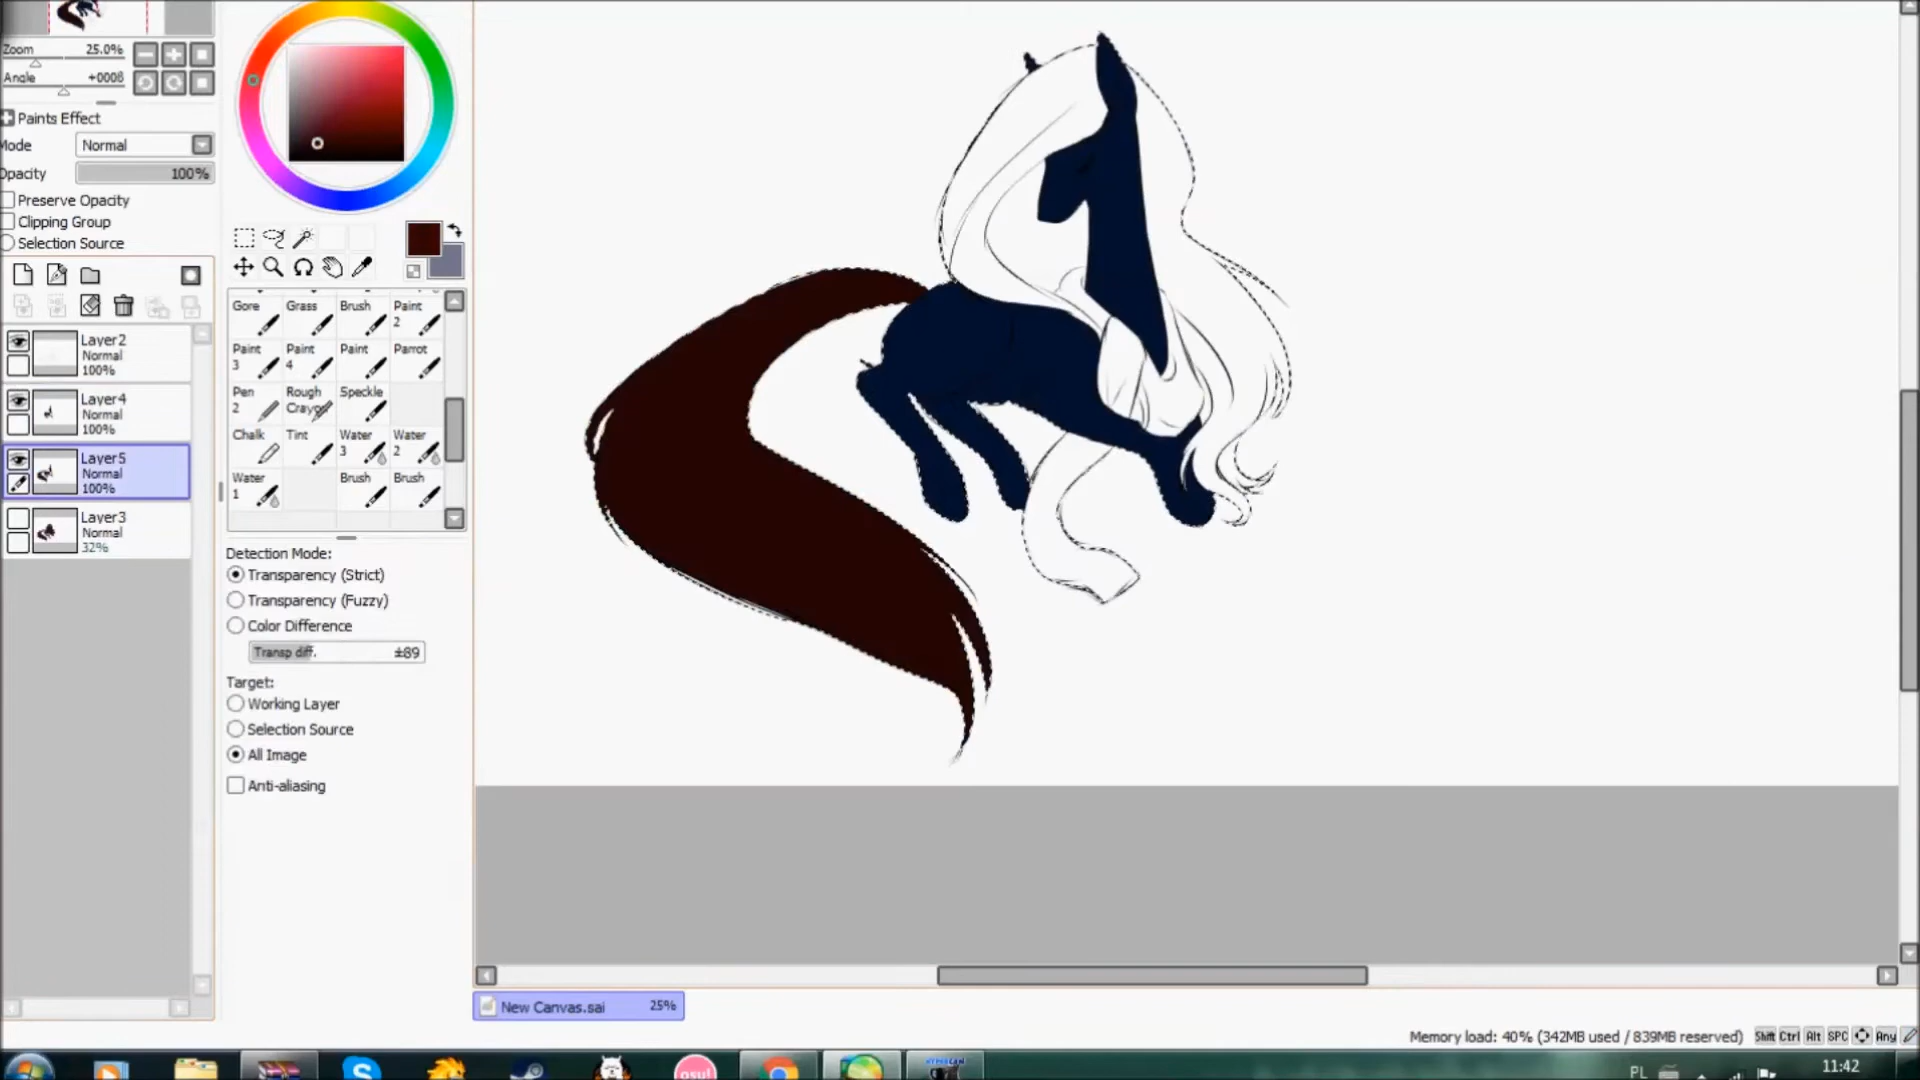 Zoom 25.0%
Angle +000ß
Paints Effect
Mode Normal
Opacity 100%
Preserve Opacity
Clipping Group
Selection Source
Layer2
Normal
100%
Layer4
Normal
100%
Layer5
Normal
100%
Layer3
Normal
32%
Gore Grass Brush Paint 2
Paint 3 Paint 4 Paint Parrot
Pen 2 Rough Crayon Speckle
Chalk Tint Water 3 Water 2
Water 1 Brush Brush
Detection Mode:
Transparency (Strict)
Transparency (Fuzzy)
Color Difference
Transp diff. ±89
Target:
Working Layer
Selection Source
All Image
Anti-aliasing
New Canvas.sai 25%
Memory load: 40% (342MB used / 839MB reserved) Shift Ctrl Alt SPC Any
osu!
PL 11:42